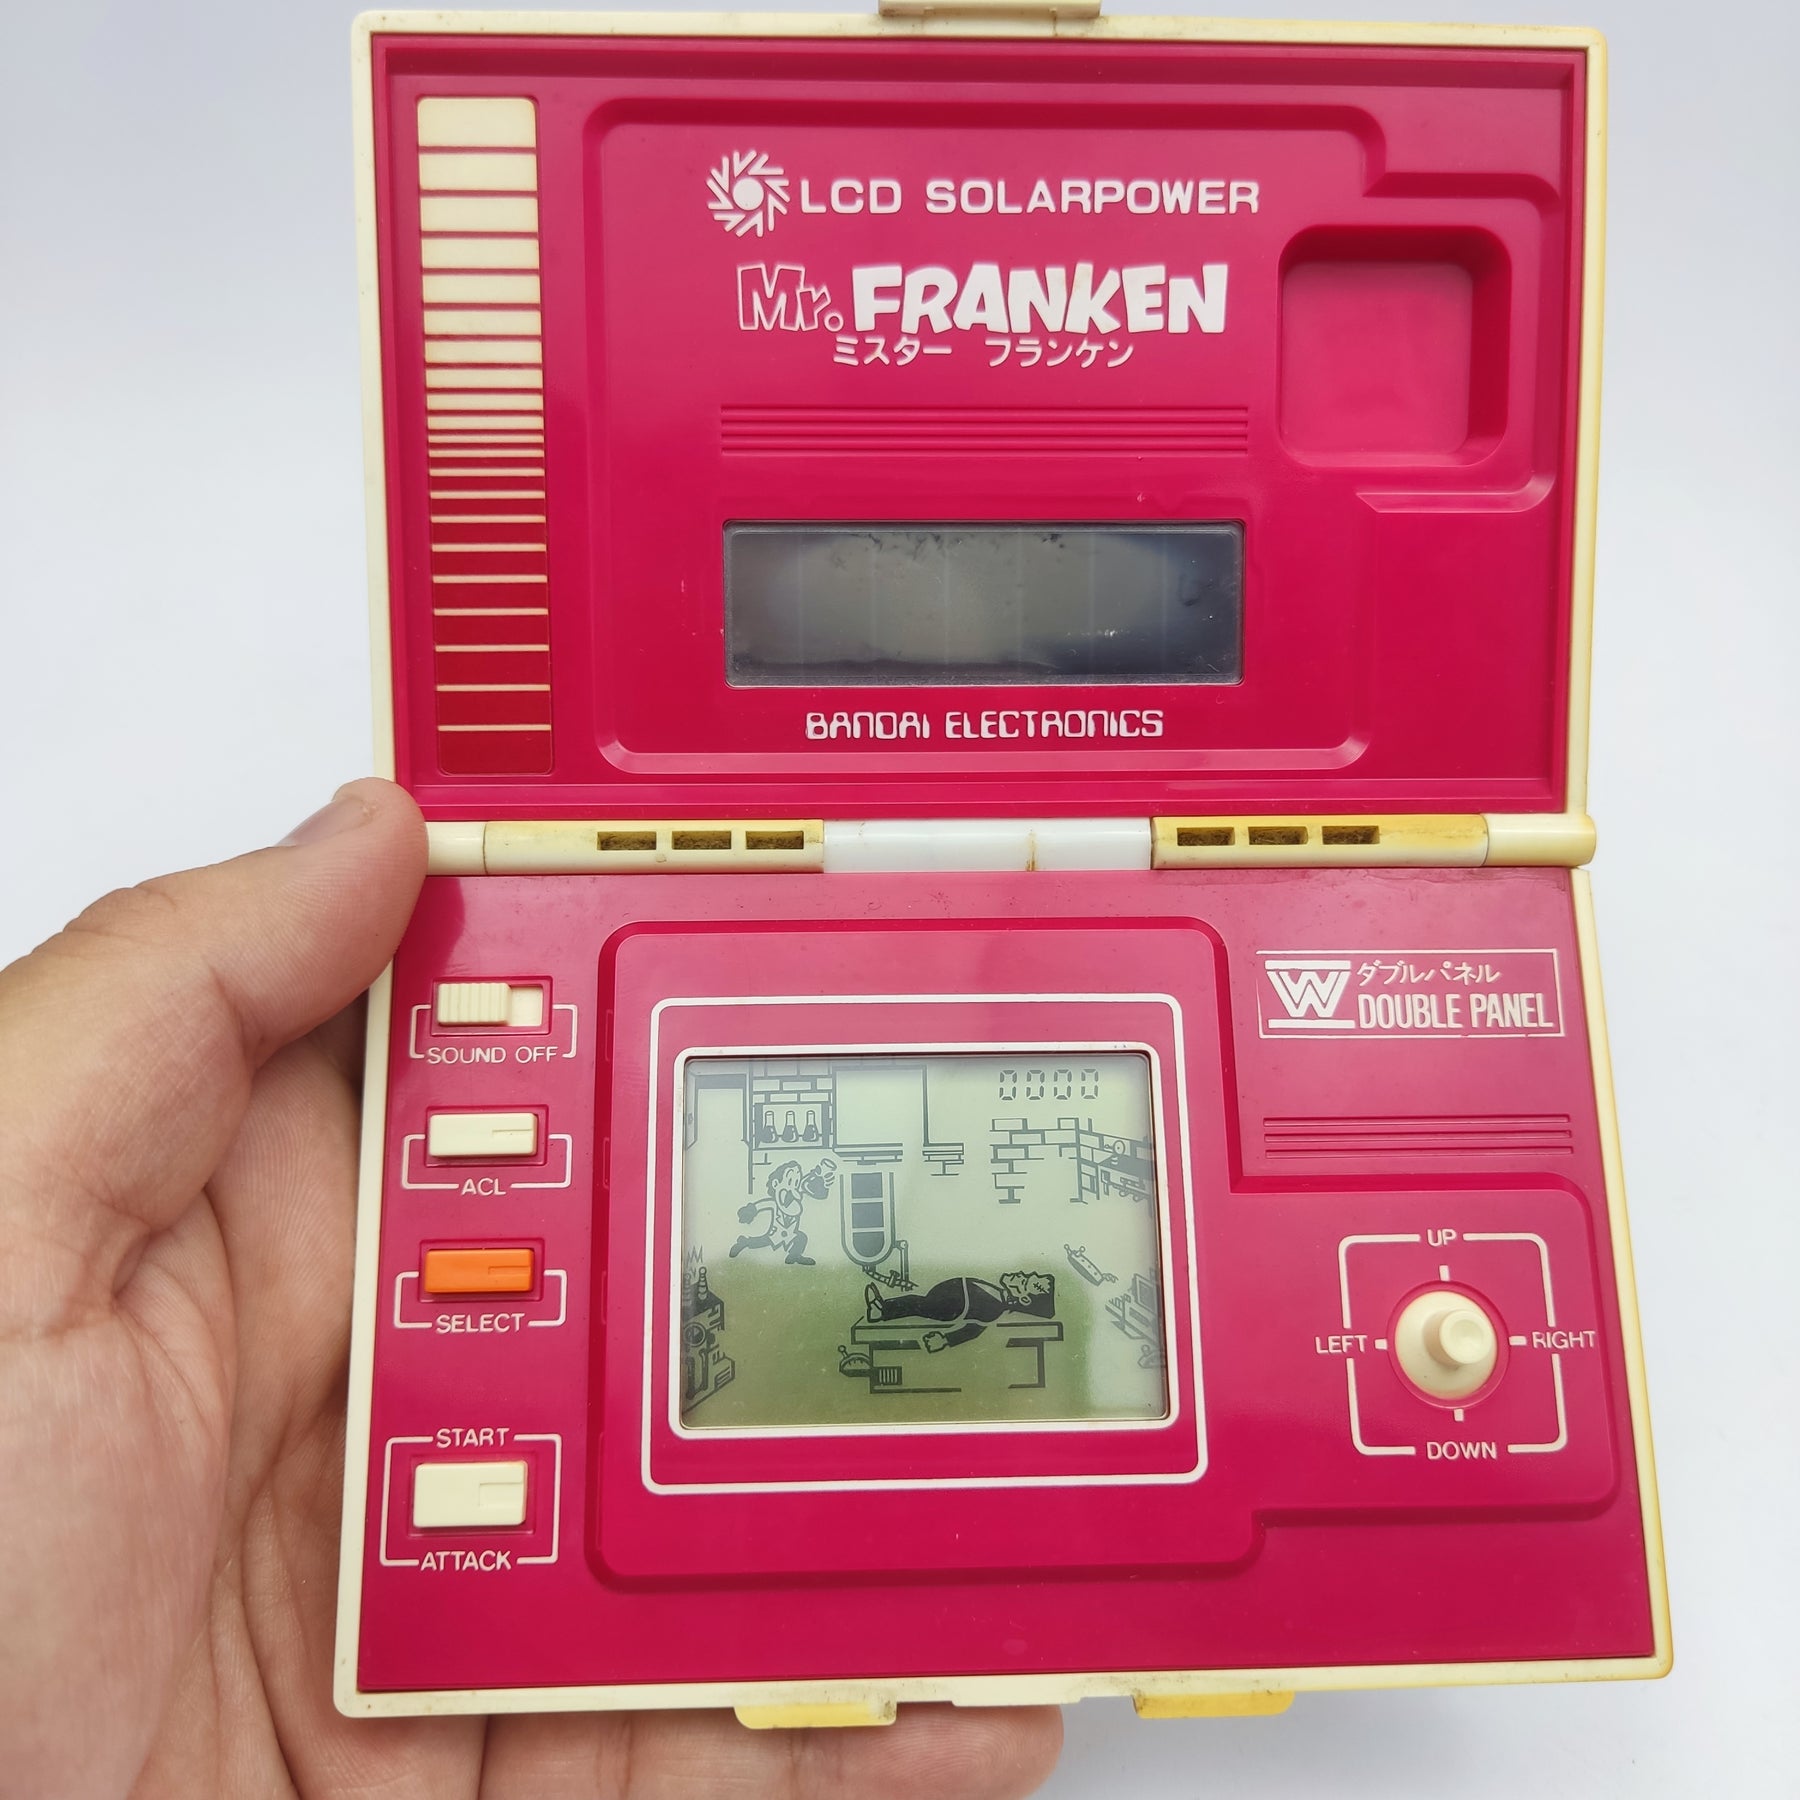 LCD SOLARPOWER
Mr. FRANKEN
ミスター フランケン
BANDAI ELECTRONICS
ダブルパネル
W DOUBLE PANEL
SOUND OFF
ACL
SELECT
START
ATTACK
0000
UP
LEFT RIGHT
DOWN